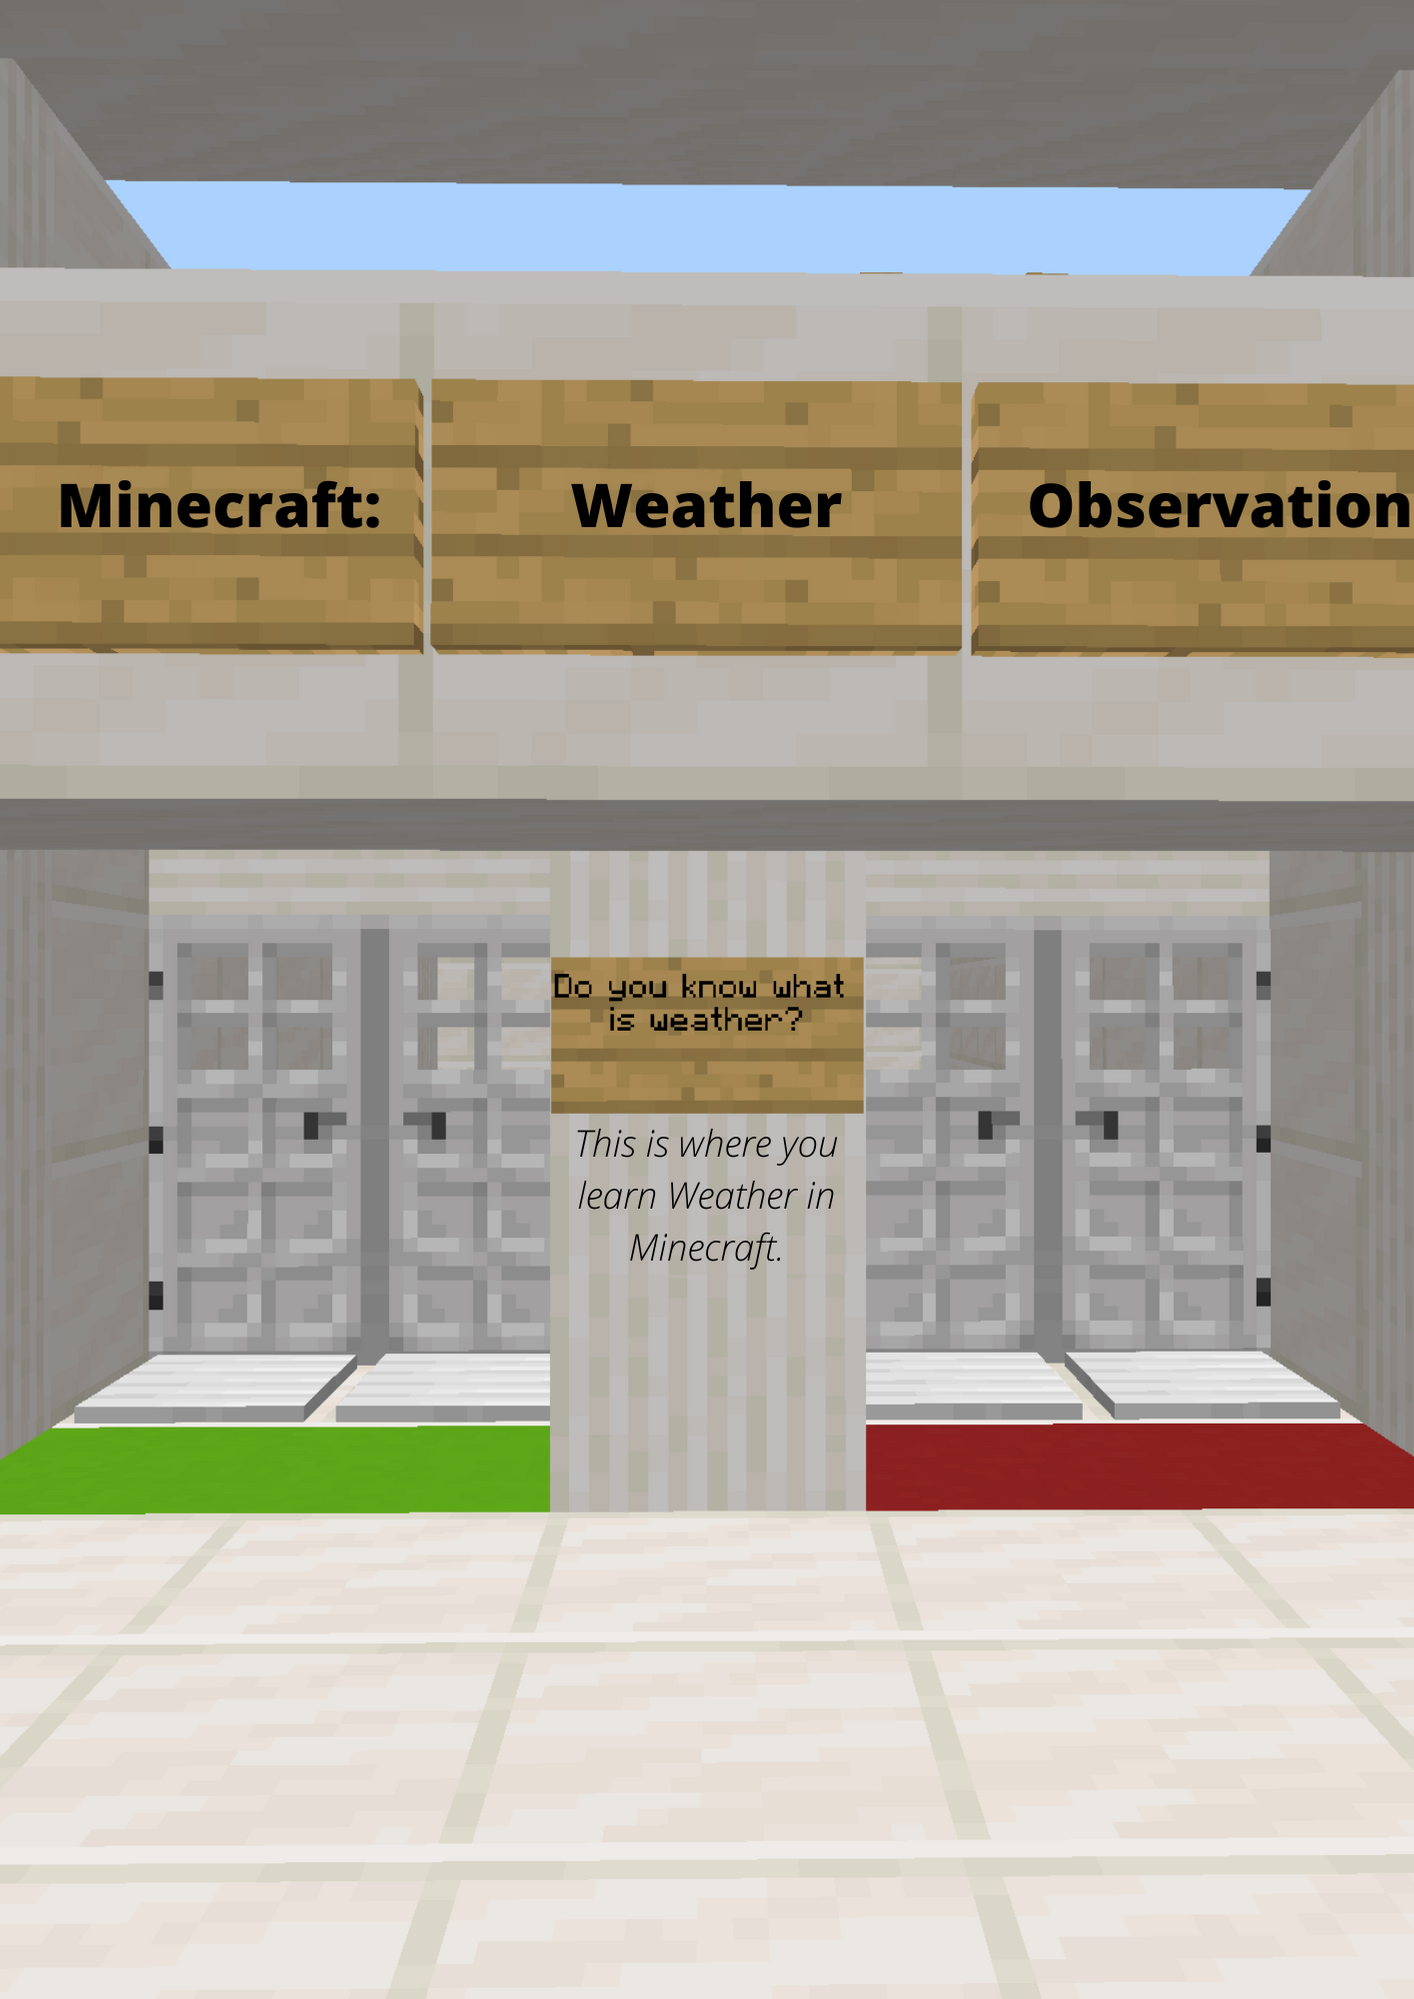 Minecraft: Weather Observation
Do you know what
is weather?
This is where you
learn Weather in
Minecraft.